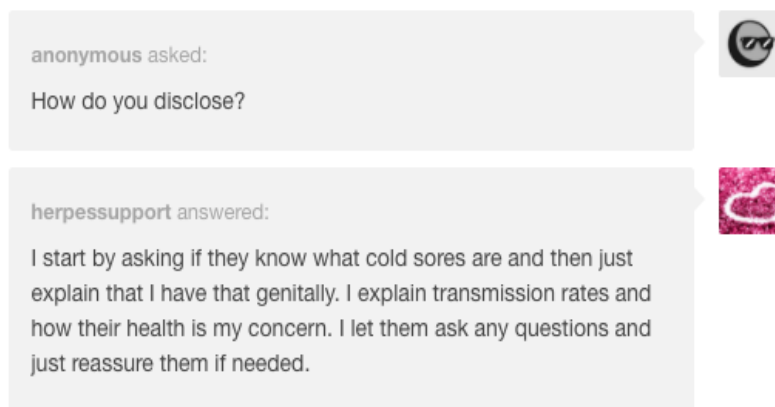 anonymous asked:
How do you disclose?
herpessupport answered:
I start by asking if they know what cold sores are and then just
explain that I have that genitally. I explain transmission rates and
how their health is my concern. I let them ask any questions and
just reassure them if needed.